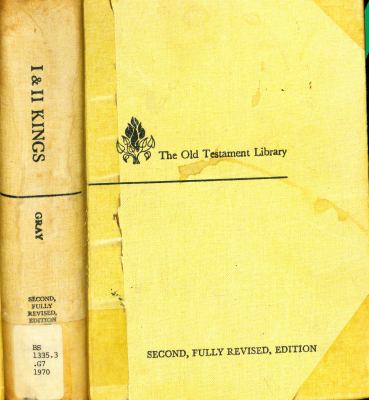 I & II KINGS
GRAY
SECOND,
FULLY
REVISED,
EDITION
BS
1335.3
.G7
1970
The Old Testament Library
SECOND, FULLY REVISED, EDITION